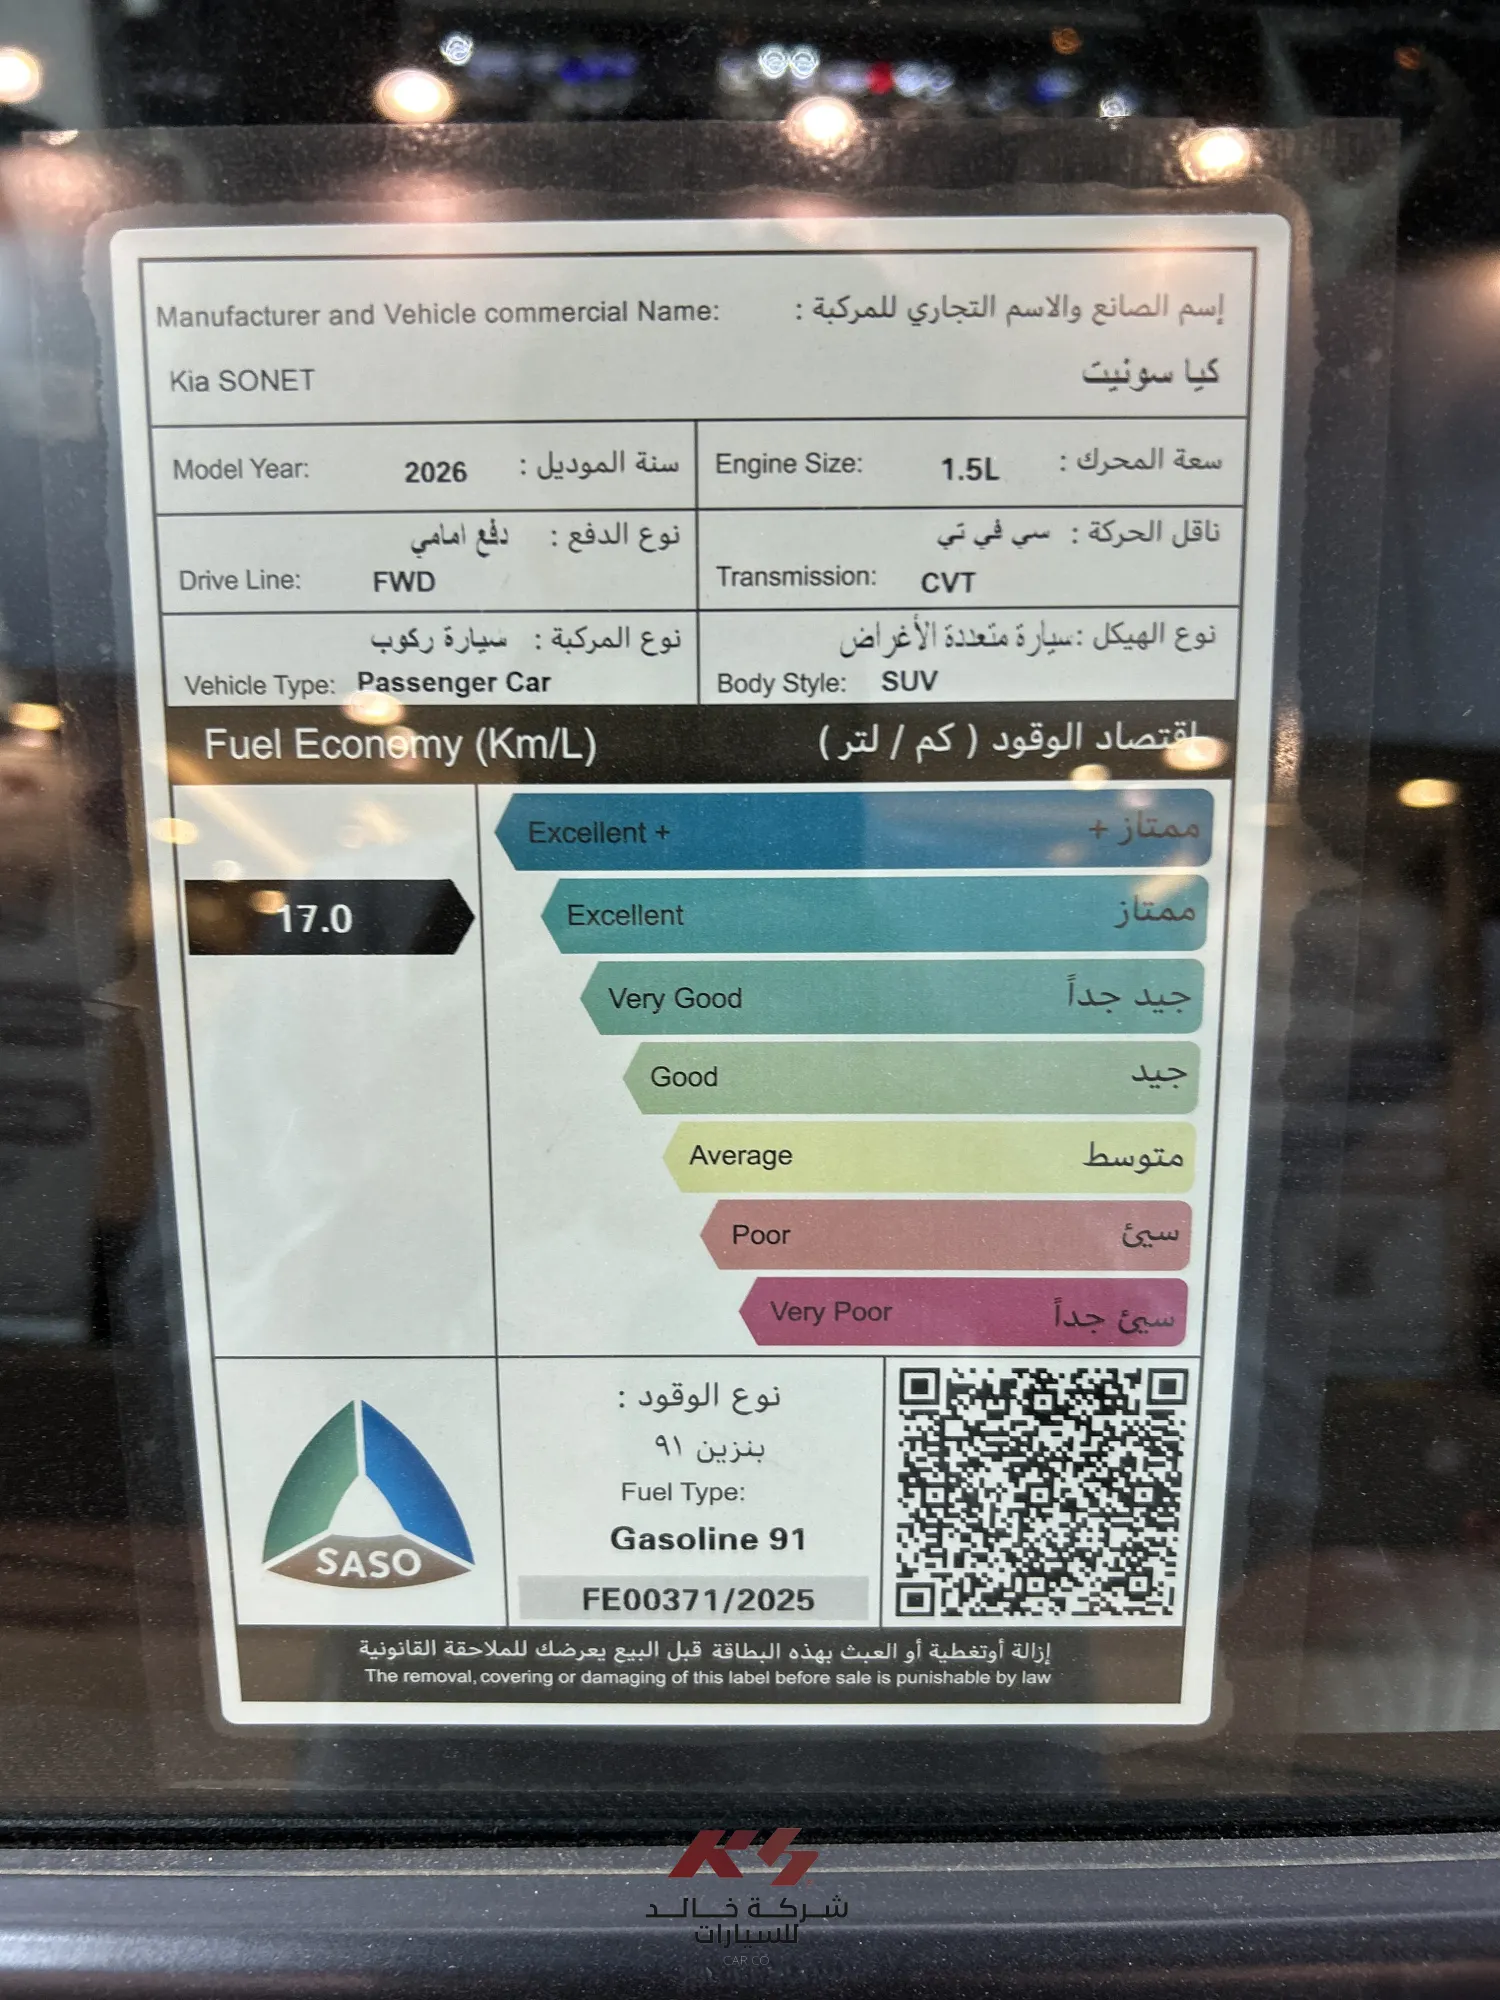 Manufacturer and Vehicle commercial Name: إسم الصانع والاسم التجاري للمركبة :
Kia SONET كيا سونيت
Model Year: 2026 سنة الموديل :
Engine Size: 1.5L سعة المحرك :
نوع الدفع : دفع امامي
Drive Line: FWD
ناقل الحركة : سي في تي
Transmission: CVT
نوع المركبة : سيارة ركوب
Vehicle Type: Passenger Car
نوع الهيكل :سيارة متعددة الأغراض
Body Style: SUV
Fuel Economy (Km/L) إقتصاد الوقود ( كم / لتر )
Excellent + ممتاز +
17.0
Excellent ممتاز
Very Good جيد جداً
Good جيد
Average متوسط
Poor سيئ
Very Poor سيئ جداً
SASO
نوع الوقود :
بنزين ٩١
Fuel Type:
Gasoline 91
FE00371/2025
إزالة أوتغطية أو العبث بهذه البطاقة قبل البيع يعرضك للملاحقة القانونية
The removal, covering or damaging of this label before sale is punishable by law
KS
شركة خالد
للسيارات
CAR CO